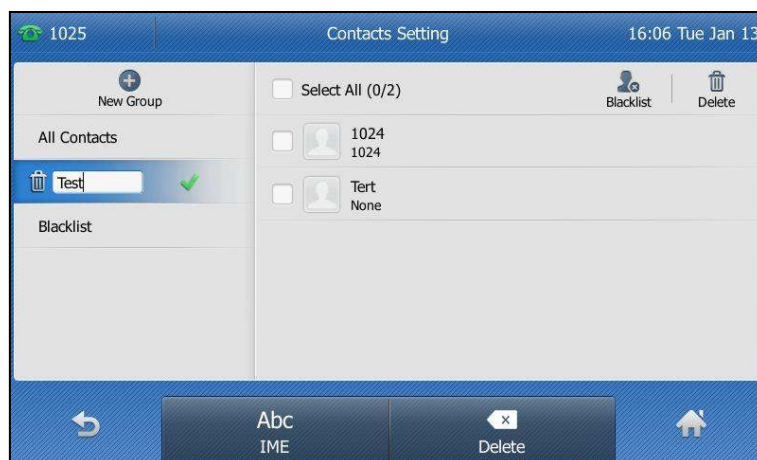 1025
Contacts Setting
16:06 Tue Jan 13
New Group
Select All (0/2)
Blacklist
Delete
All Contacts
1024
1024
Test
Tert
None
Blacklist
Abc
IME
Delete